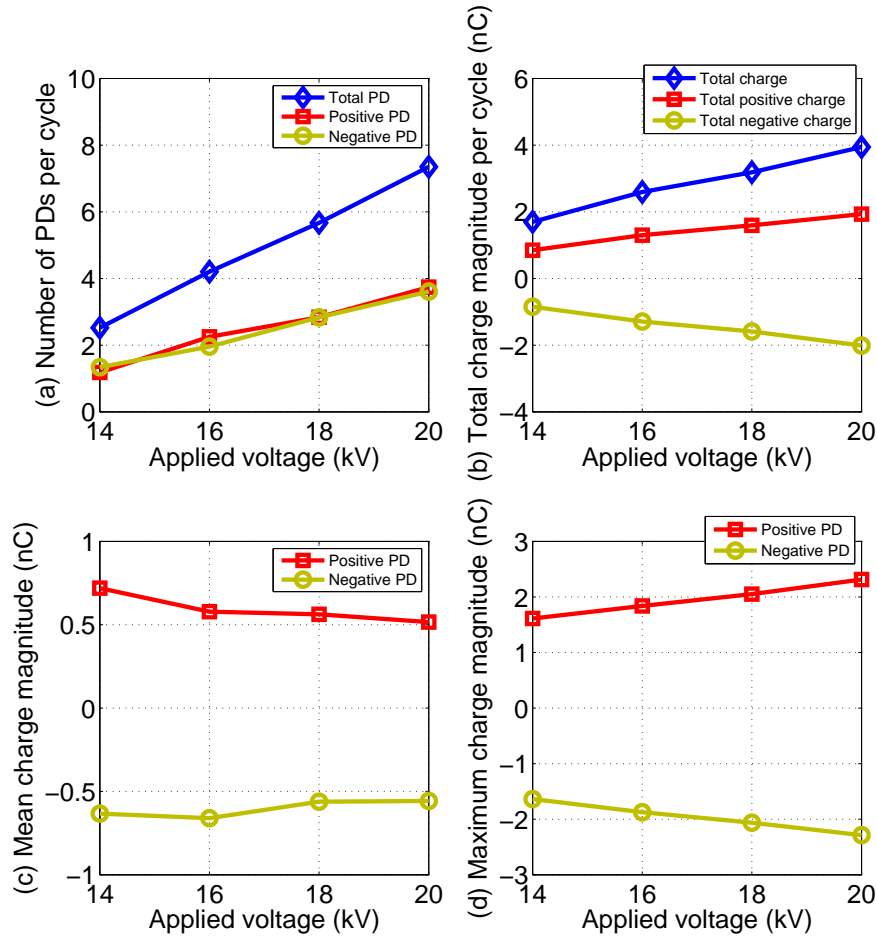 (a) Number of PDs per cycle
10
8
6
4
2
0
14
16
18
20
Applied voltage (kV)
Total PD
Positive PD
Negative PD
(b) Total charge magnitude per cycle (nC)
6
4
2
0
−2
−4
14
16
18
20
Applied voltage (kV)
Total charge
Total positive charge
Total negative charge
(c) Mean charge magnitude (nC)
1
0.5
0
−0.5
−1
14
16
18
20
Applied voltage (kV)
Positive PD
Negative PD
(d) Maximum charge magnitude (nC)
3
2
1
0
−1
−2
−3
14
16
18
20
Applied voltage (kV)
Positive PD
Negative PD